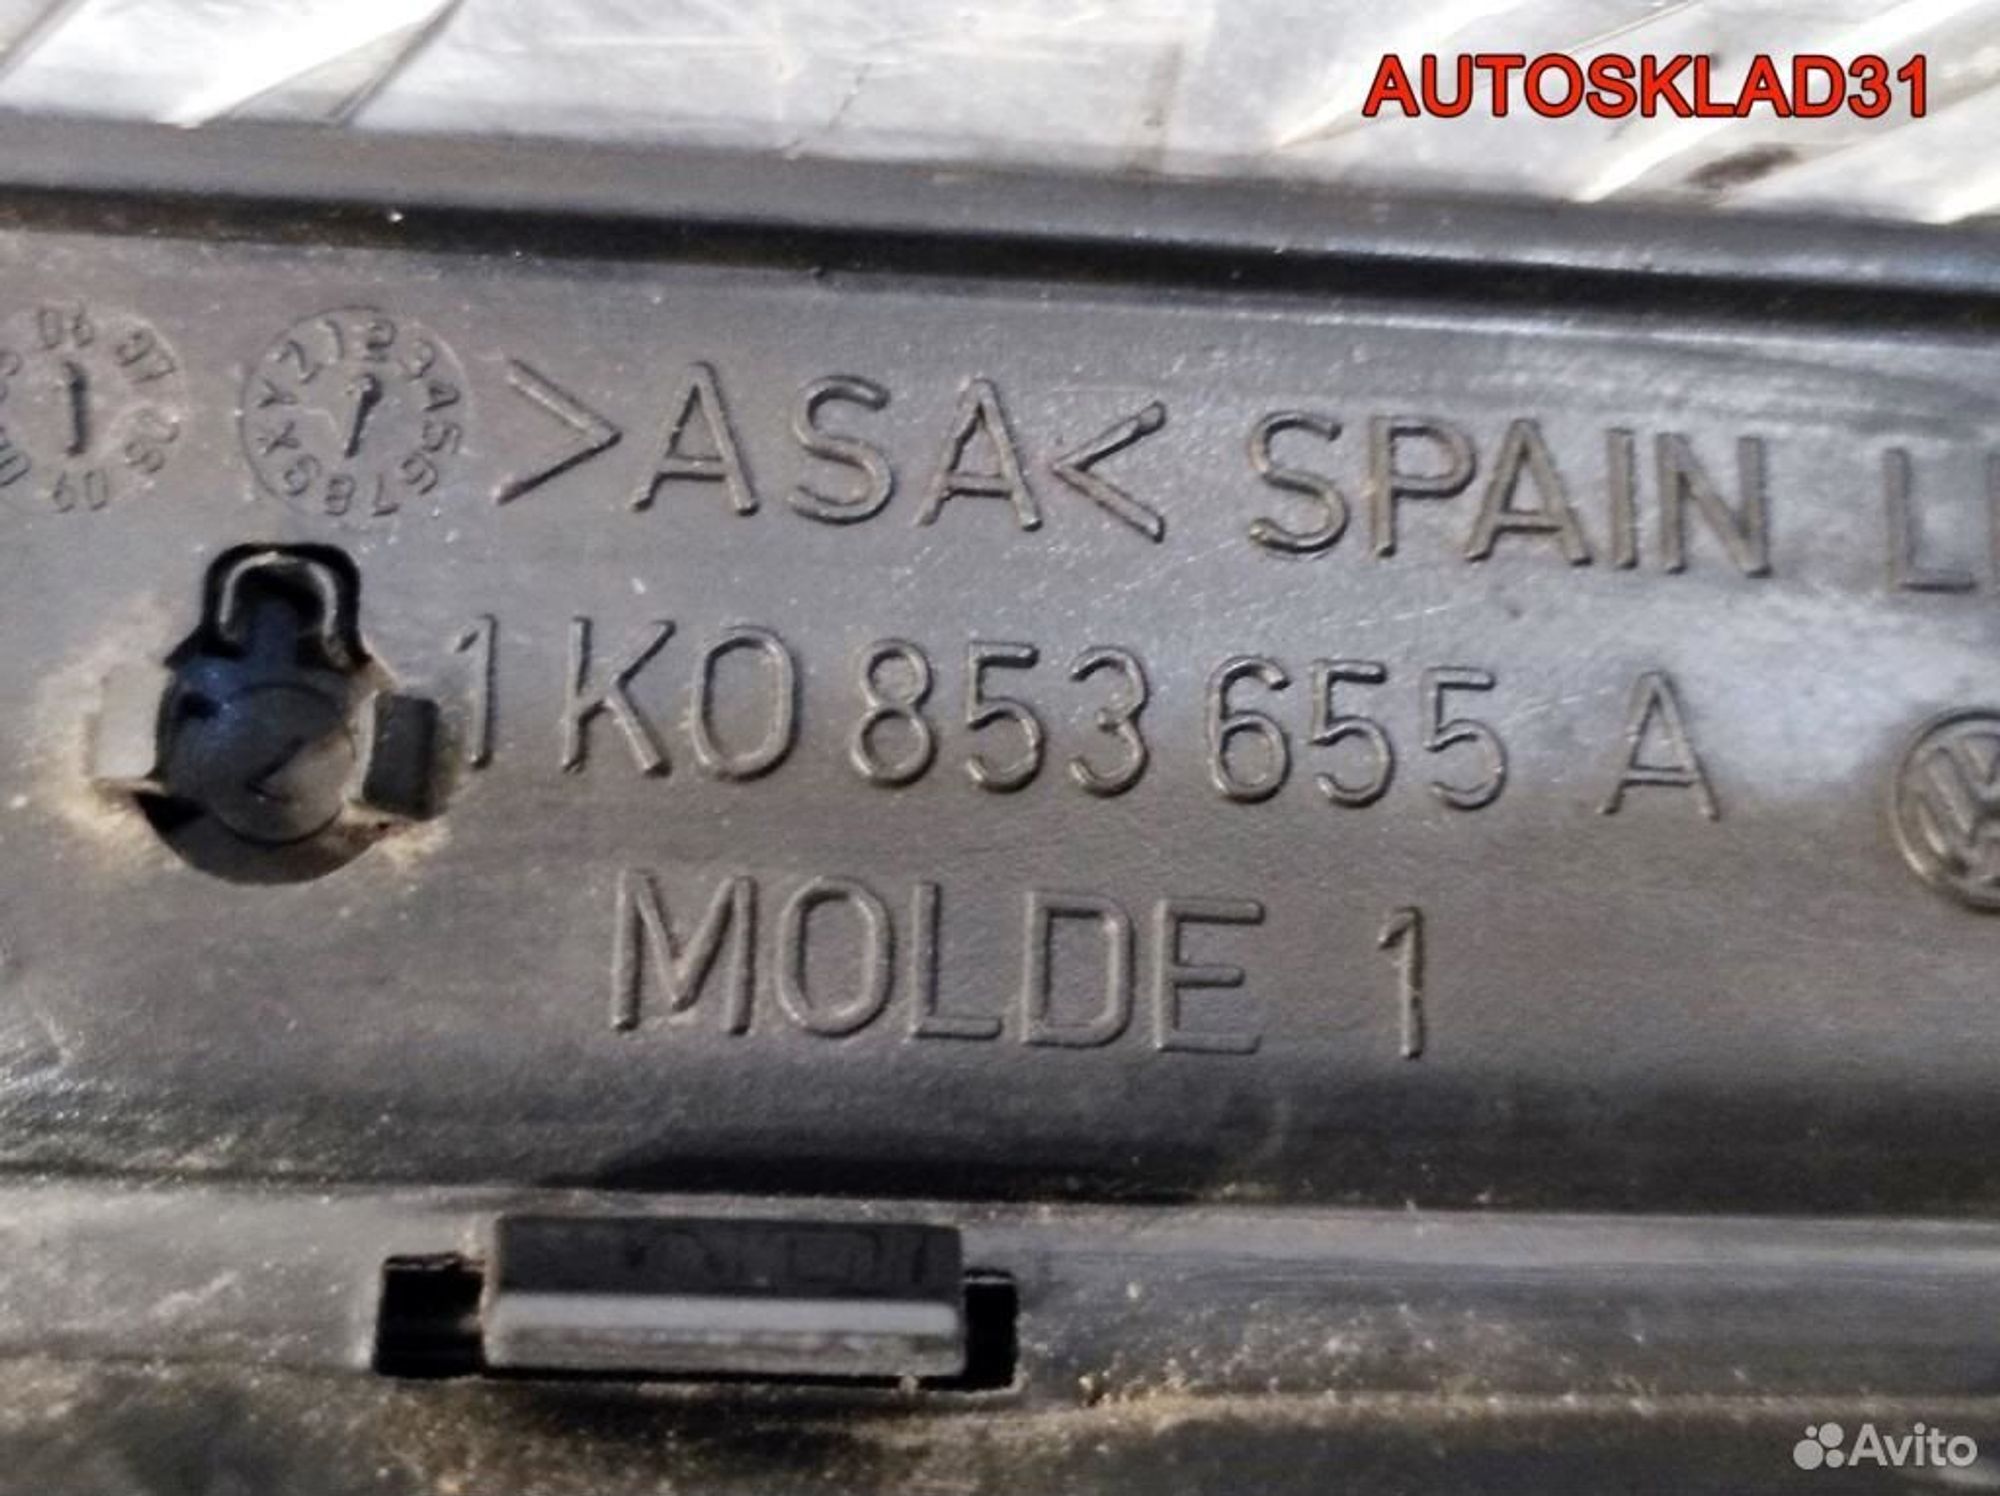 AUTOSKLAD31
>ASA< SPAIN
1K0 853 655 A
MOLDE 1
Avito